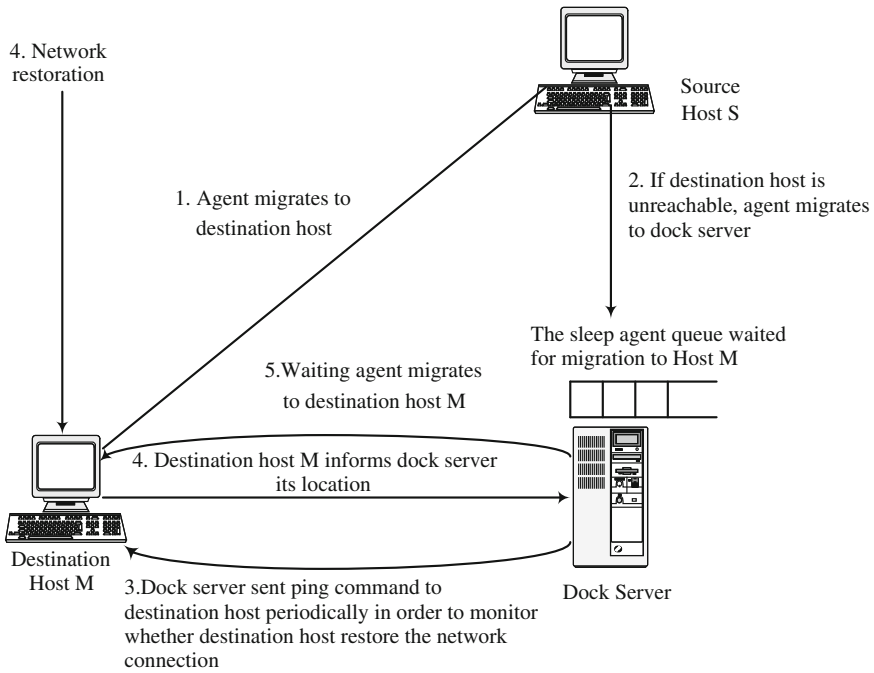 4. Network
restoration
Source
Host S
1. Agent migrates to
destination host
2. If destination host is
unreachable, agent migrates
to dock server
The sleep agent queue waited
for migration to Host M
5.Waiting agent migrates
to destination host M
4. Destination host M informs dock server
its location
Destination
Host M
Dock Server
3.Dock server sent ping command to
destination host periodically in order to monitor
whether destination host restore the network
connection